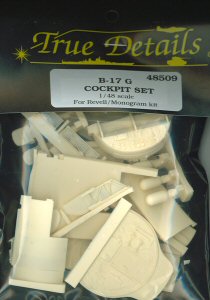 True Details
48509
B-17 G
COCKPIT SET
1/48 scale
For Revell/Monogram kit